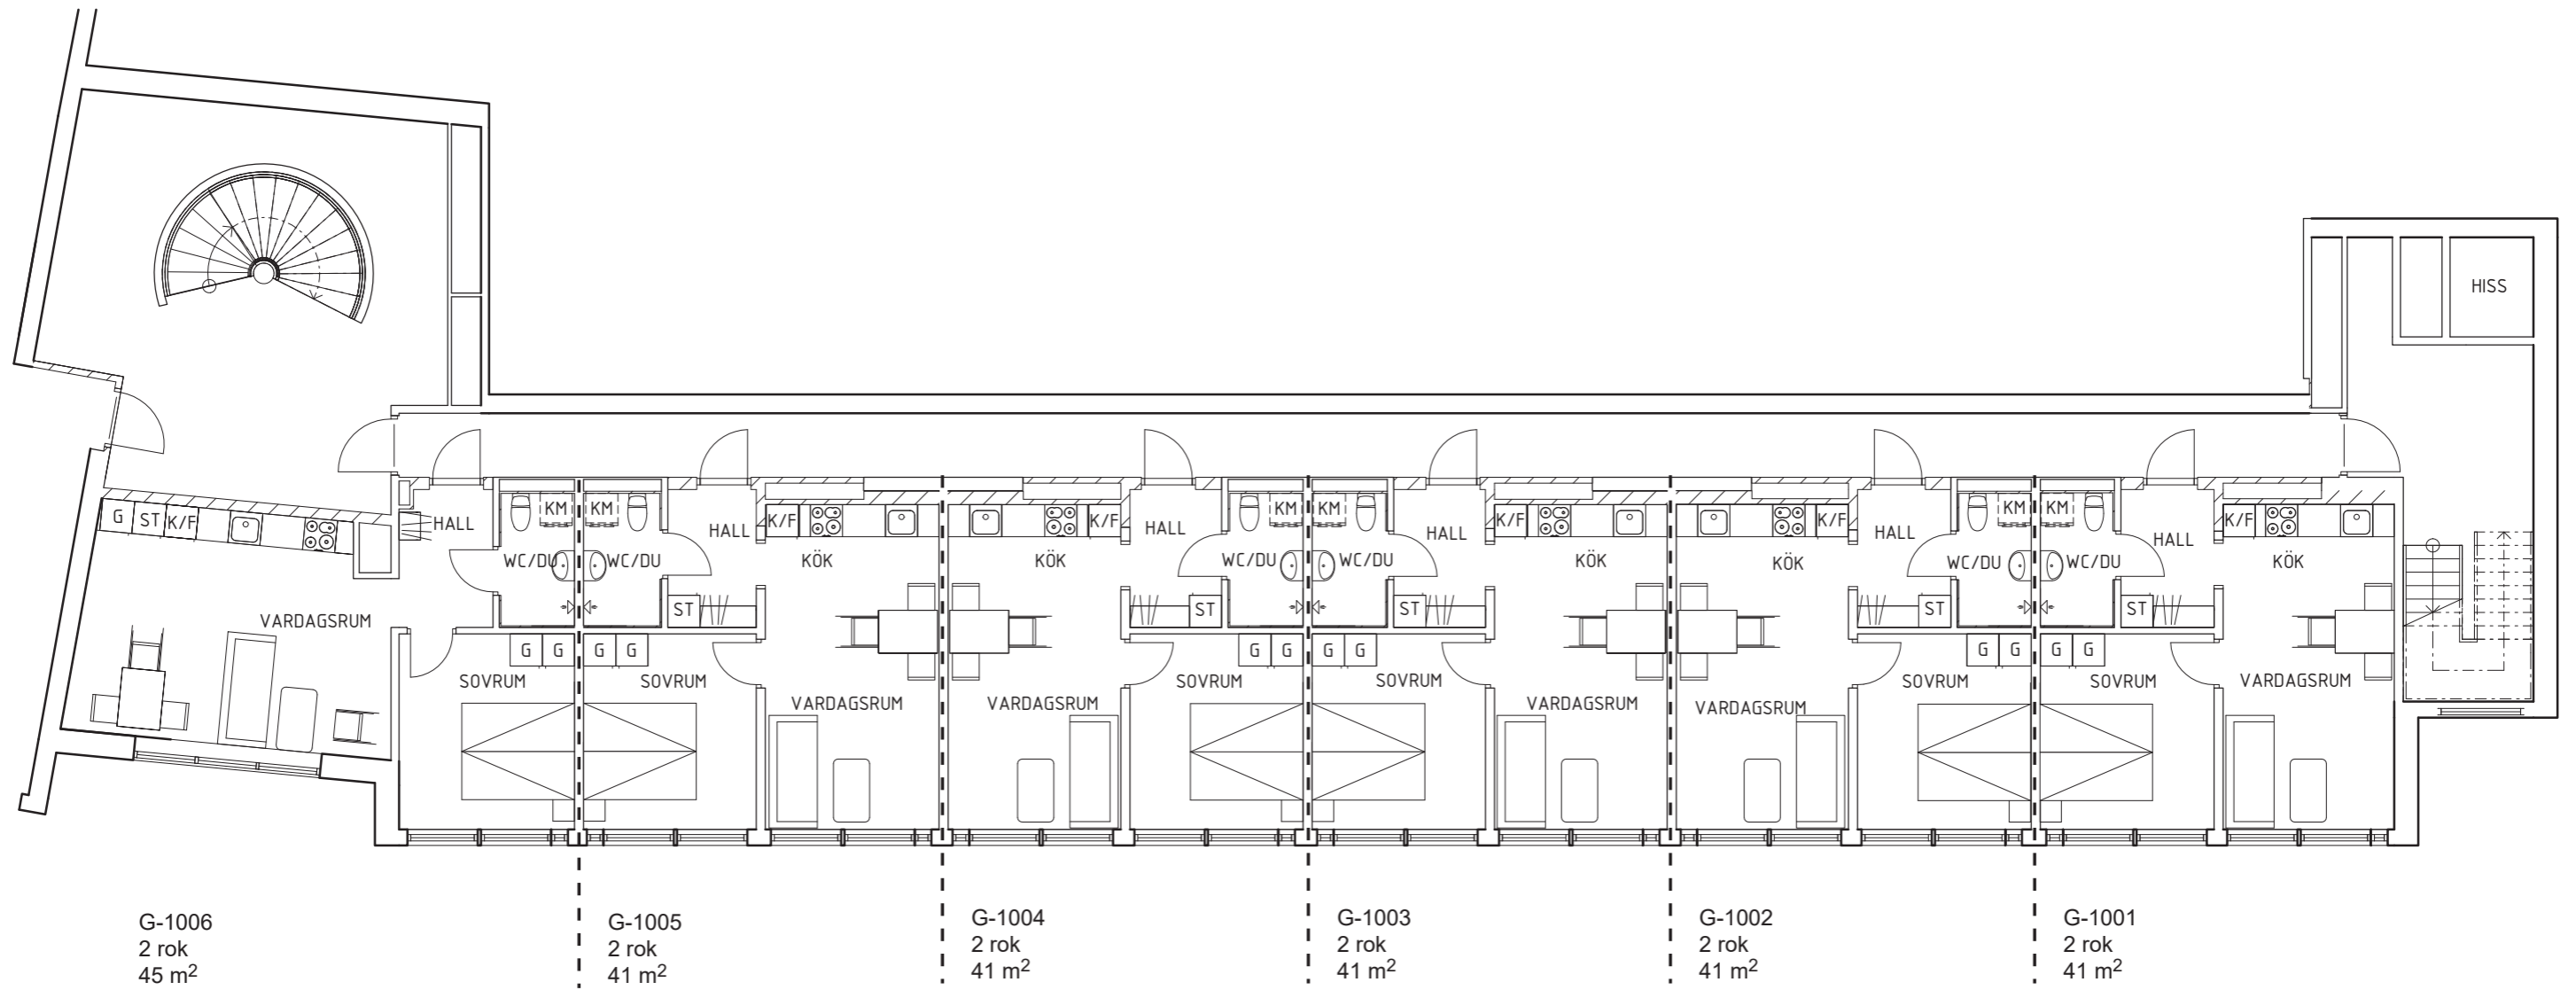 HISS
G ST K/F HALL KM KM HALL K/F K/F HALL KM KM HALL K/F K/F HALL KM KM HALL K/F
WC/DU WC/DU KÖK KÖK WC/DU WC/DU KÖK KÖK WC/DU WC/DU KÖK
VARDAGSRUM ST ST ST ST ST
G G G G G G G G G G G G
SOVRUM SOVRUM SOVRUM SOVRUM SOVRUM SOVRUM VARDAGSRUM
VARDAGSRUM VARDAGSRUM VARDAGSRUM VARDAGSRUM
G-1006
2 rok
45 m²
G-1005
2 rok
41 m²
G-1004
2 rok
41 m²
G-1003
2 rok
41 m²
G-1002
2 rok
41 m²
G-1001
2 rok
41 m²